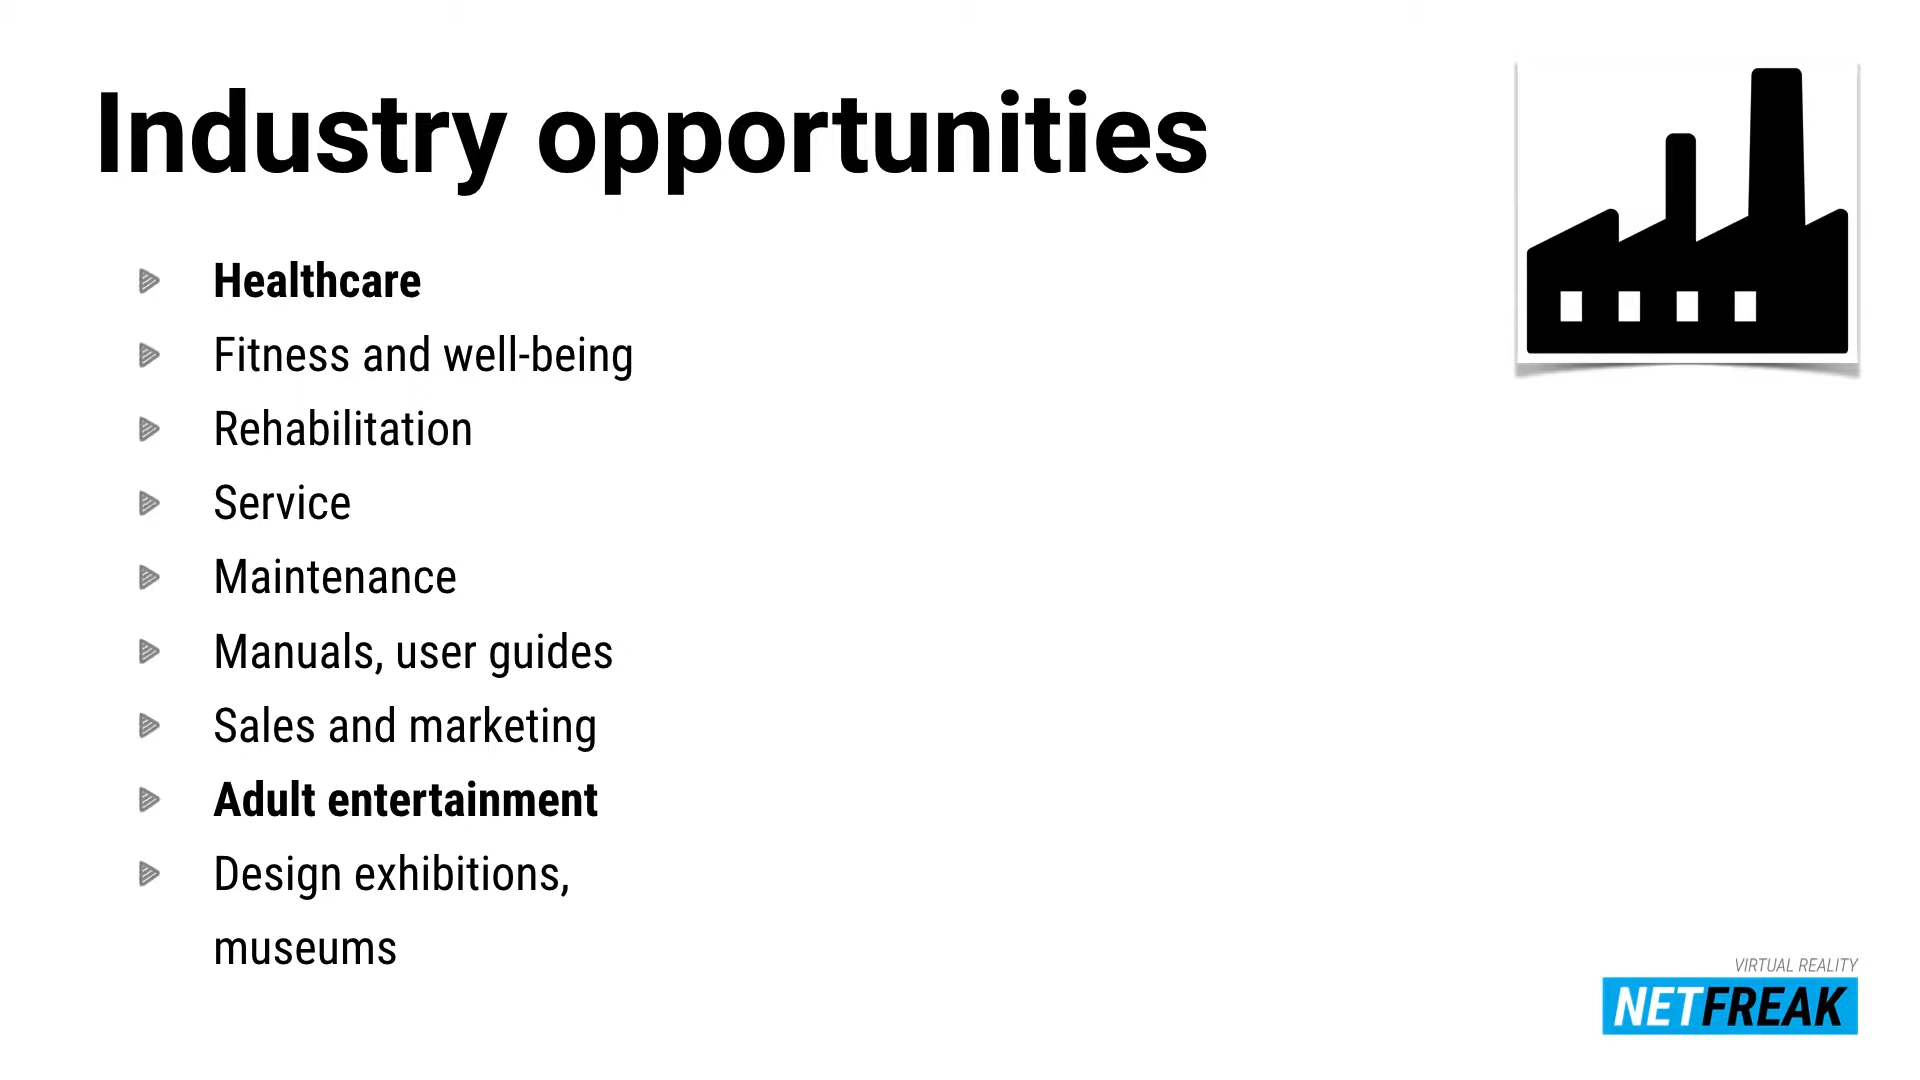 Industry opportunities
Healthcare
Fitness and well-being
Rehabilitation
Service
Maintenance
Manuals, user guides
Sales and marketing
Adult entertainment
Design exhibitions,
museums
VIRTUAL REALITY
NETFREAK